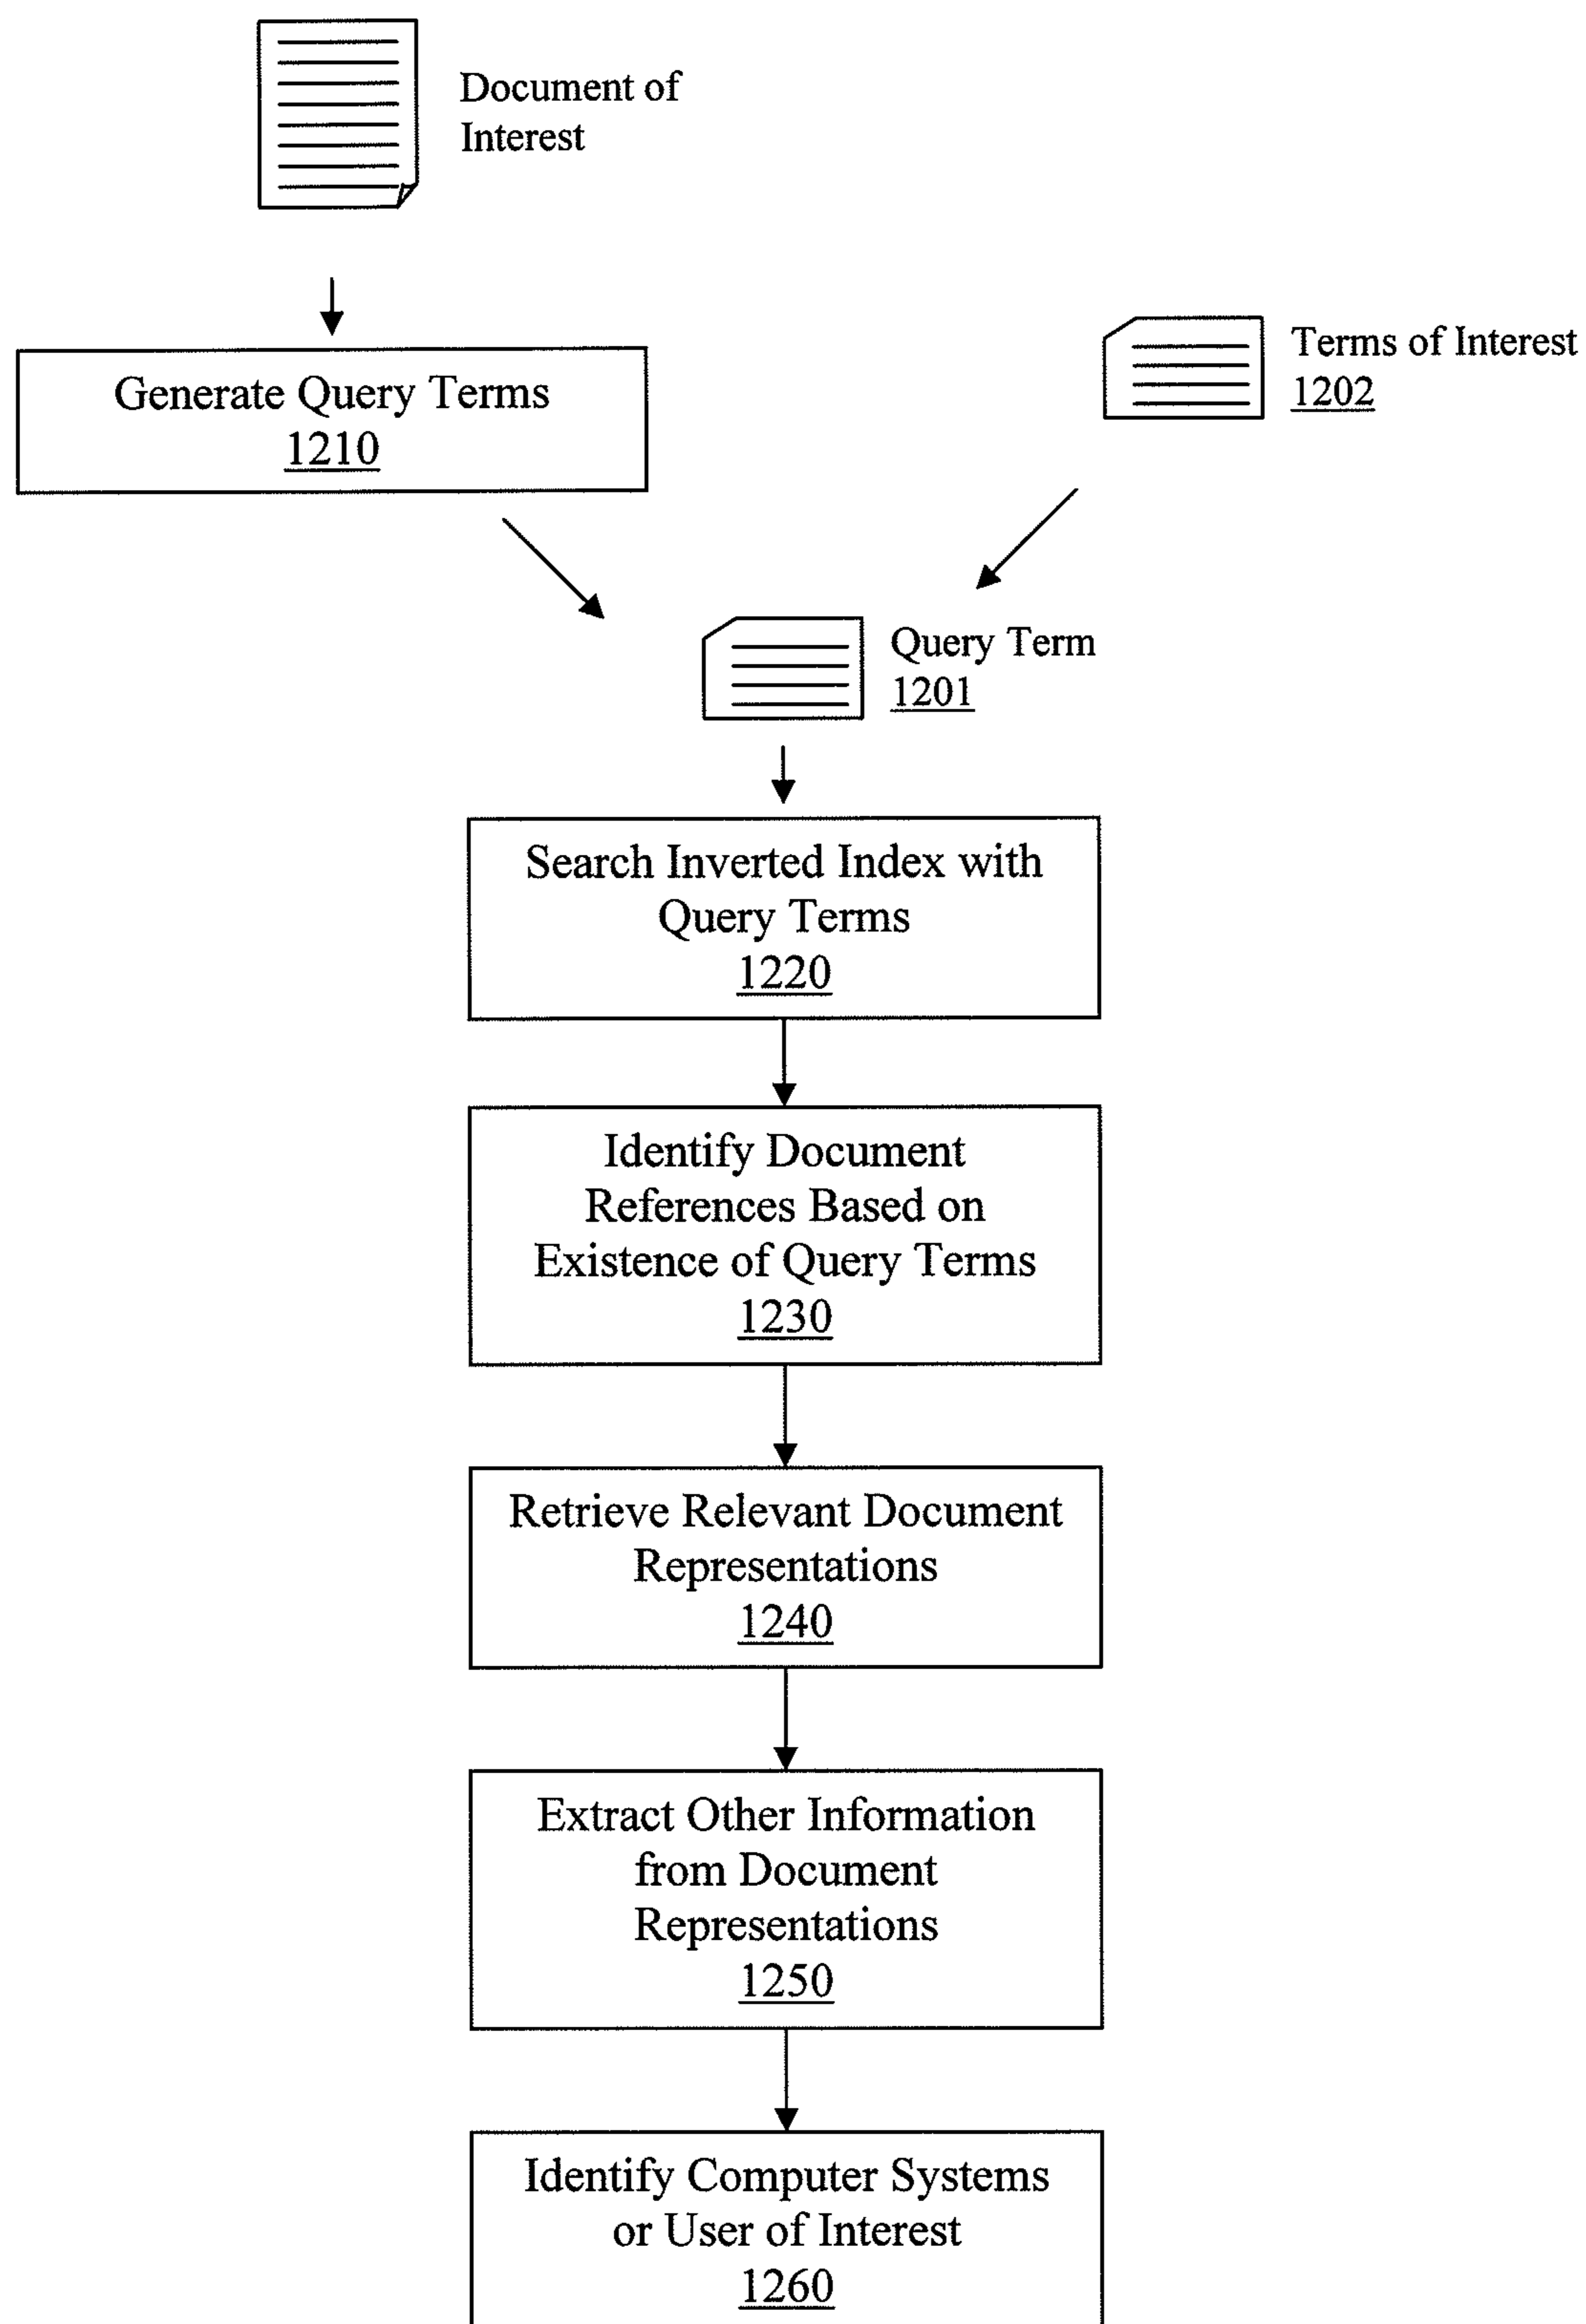 Document of
Interest
Generate Query Terms
1210
Terms of Interest
1202
Query Term
1201
Search Inverted Index with
Query Terms
1220
Identify Document
References Based on
Existence of Query Terms
1230
Retrieve Relevant Document
Representations
1240
Extract Other Information
from Document
Representations
1250
Identify Computer Systems
or User of Interest
1260